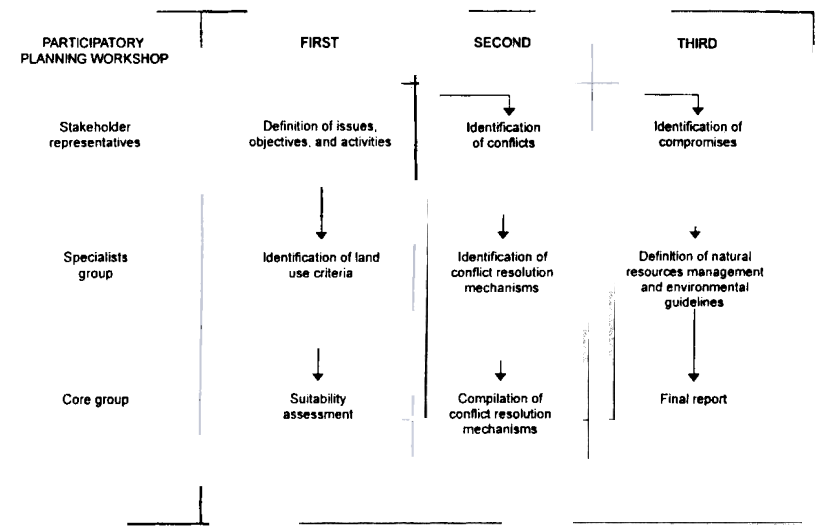 PARTICIPATORY
PLANNING WORKSHOP
FIRST
SECOND
THIRD
Stakeholder
representatives
Definition of issues,
objectives, and activities
Identification
of conflicts
Identification of
compromises
Specialists
group
Identification of land
use criteria
Identification of
conflict resolution
mechanisms
Definition of natural
resources management
and environmental
guidelines
Core group
Suitability
assessment
Compilation of
conflict resolution
mechanisms
Final report